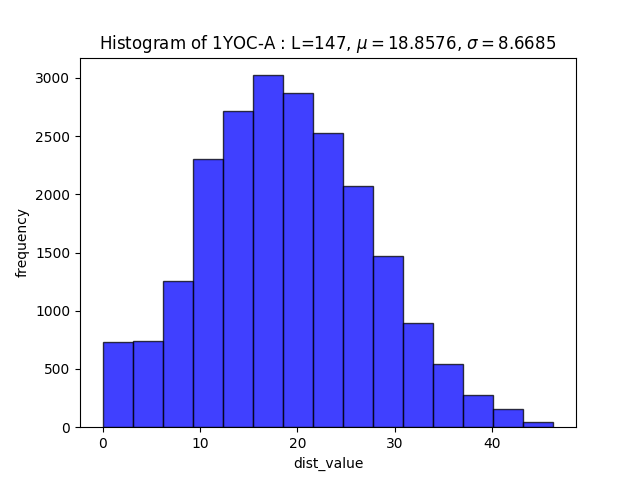 Histogram of 1YOC-A : L=147, μ = 18.8576, σ = 8.6685
3000
2500
2000
1500
1000
500
0
frequency
0 10 20 30 40
dist_value